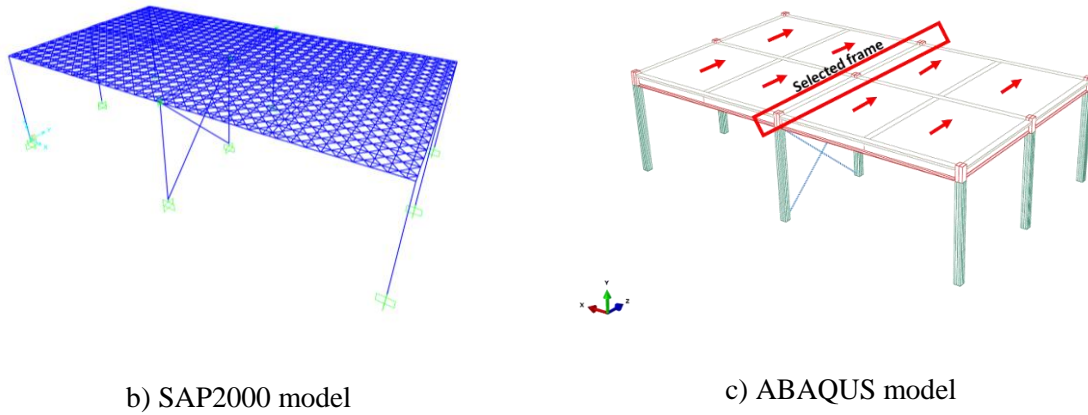 Selected frame
Y
X
Z
b) SAP2000 model
c) ABAQUS model